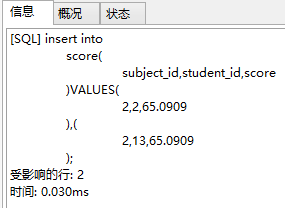 信息 概况 状态
[SQL] insert into
score(
subject_id,student_id,score
)VALUES(
2,2,65.0909
),(
2,13,65.0909
);
受影响的行: 2
时间: 0.030ms